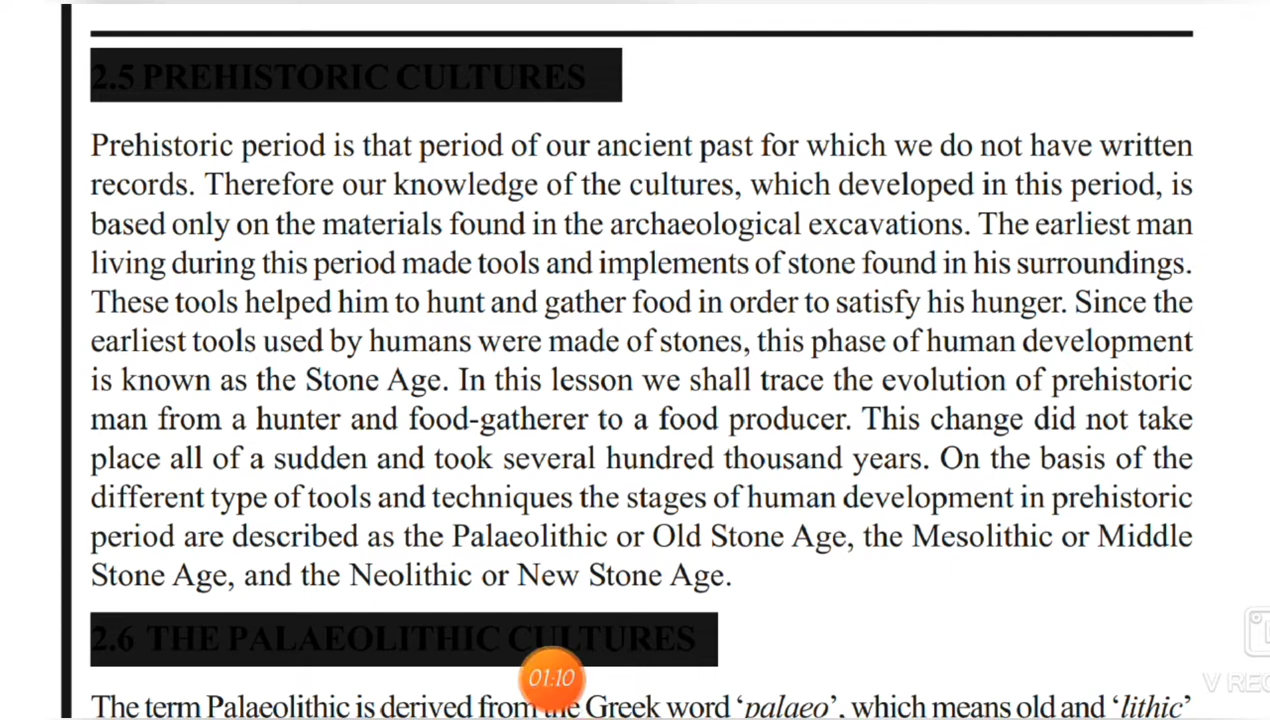 2.5 PREHISTORIC CULTURES
Prehistoric period is that period of our ancient past for which we do not have written
records. Therefore our knowledge of the cultures, which developed in this period, is
based only on the materials found in the archaeological excavations. The earliest man
living during this period made tools and implements of stone found in his surroundings.
These tools helped him to hunt and gather food in order to satisfy his hunger. Since the
earliest tools used by humans were made of stones, this phase of human development
is known as the Stone Age. In this lesson we shall trace the evolution of prehistoric
man from a hunter and food-gatherer to a food producer. This change did not take
place all of a sudden and took several hundred thousand years. On the basis of the
different type of tools and techniques the stages of human development in prehistoric
period are described as the Palaeolithic or Old Stone Age, the Mesolithic or Middle
Stone Age, and the Neolithic or New Stone Age.
2.6 THE PALAEOLITHIC CULTURES
01:10
V REC
The term Palaeolithic is derived from the Greek word ‘palaeo’, which means old and ‘lithic’